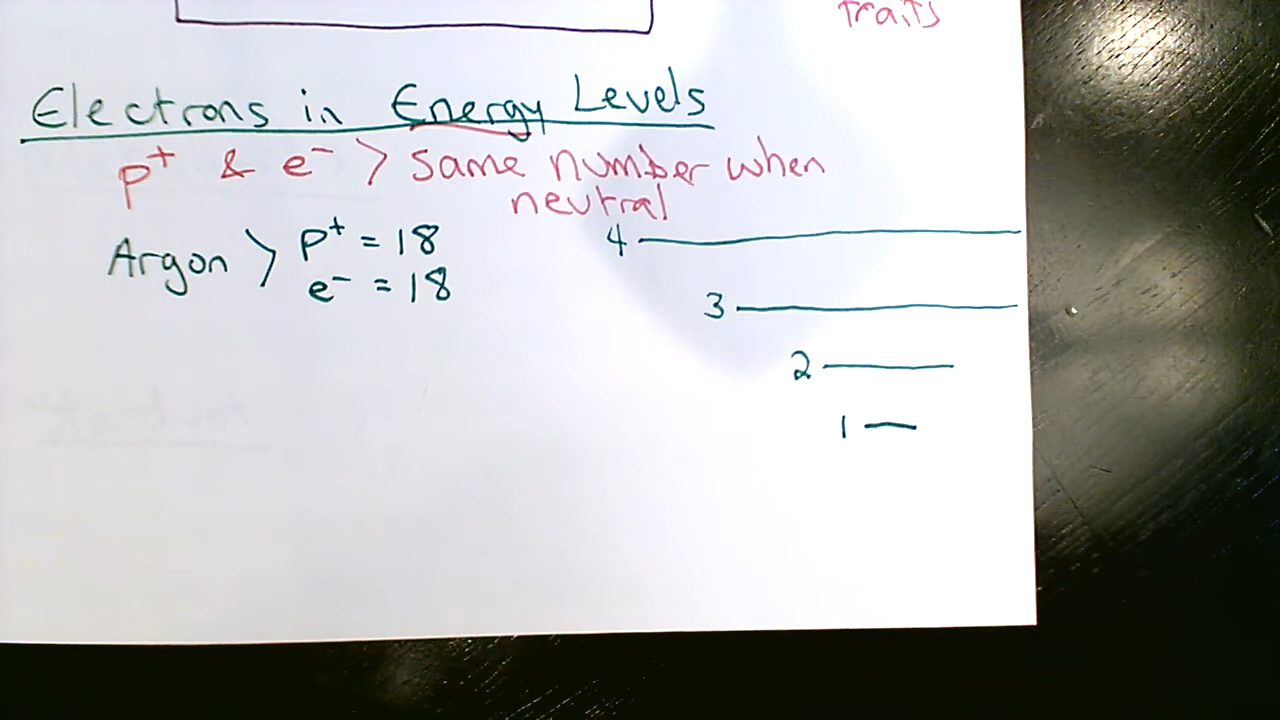 traits
Electrons in Energy Levels
p⁺ & e⁻ > same number when
neutral
Argon > p⁺ = 18
e⁻ = 18
4
3
2
1